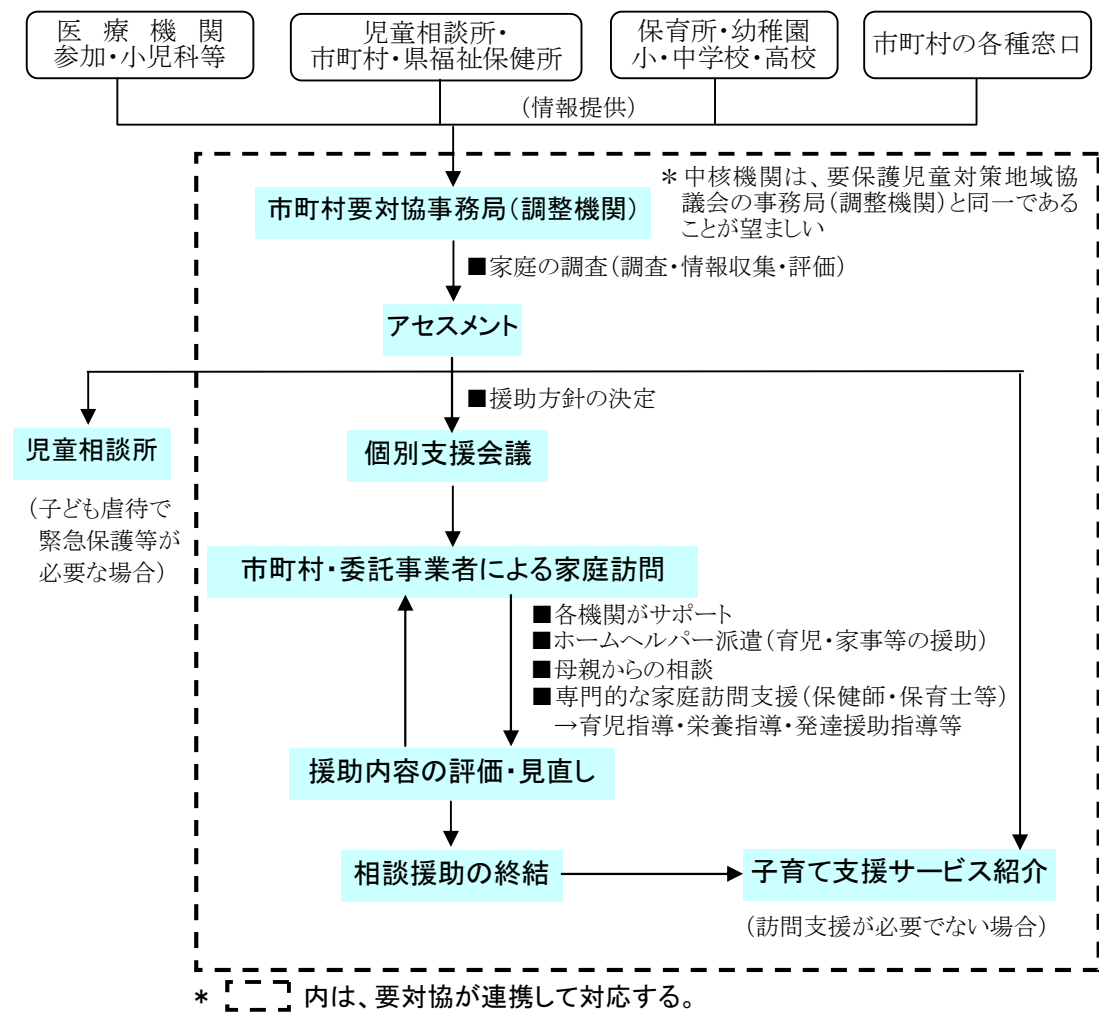 医療機関
参加・小児科等
児童相談所・
市町村・県福祉保健所
保育所・幼稚園
小・中学校・高校
市町村の各種窓口
(情報提供)
市町村要対協事務局(調整機関)
＊中核機関は、要保護児童対策地域協
議会の事務局(調整機関)と同一である
ことが望ましい
■家庭の調査(調査・情報収集・評価)
アセスメント
■援助方針の決定
児童相談所
(子ども虐待で
緊急保護等が
必要な場合)
個別支援会議
市町村・委託事業者による家庭訪問
■各機関がサポート
■ホームヘルパー派遣(育児・家事等の援助)
■母親からの相談
■専門的な家庭訪問支援(保健師・保育士等)
→育児指導・栄養指導・発達援助指導等
援助内容の評価・見直し
相談援助の終結
子育て支援サービス紹介
(訪問支援が必要でない場合)
* 内は、要対協が連携して対応する。